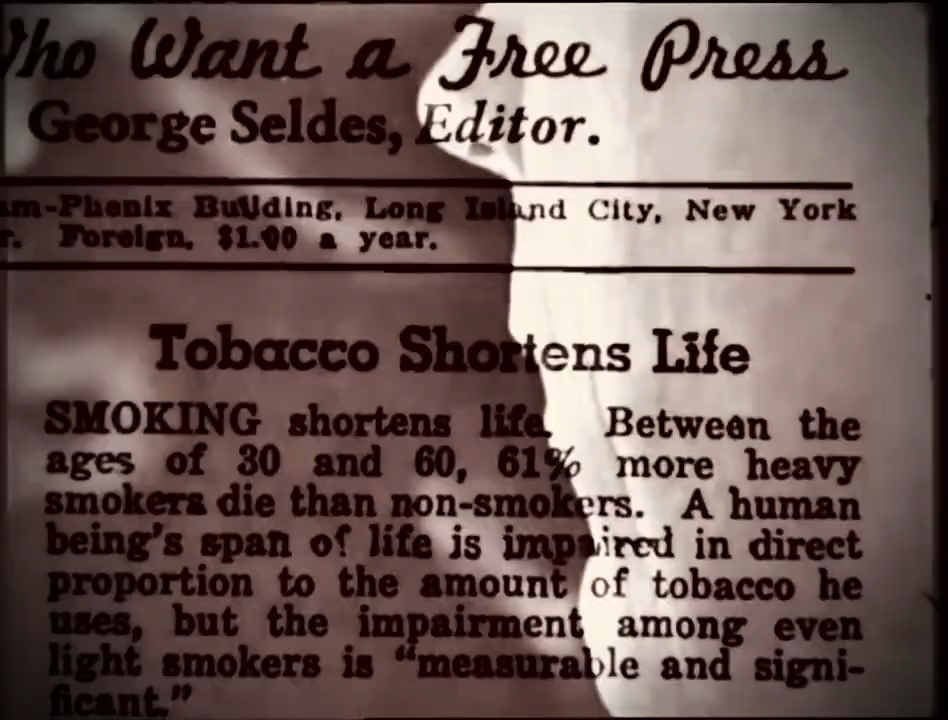 Who Want a Free Press
George Seldes, Editor.
am-Phenix Building, Long Island City, New York
r. Foreign, $1.00 a year.
Tobacco Shortens Life
SMOKING shortens life. Between the
ages of 30 and 60, 61% more heavy
smokers die than non-smokers. A human
being's span of life is impaired in direct
proportion to the amount of tobacco he
uses, but the impairment among even
light smokers is "measurable and signi-
ficant."